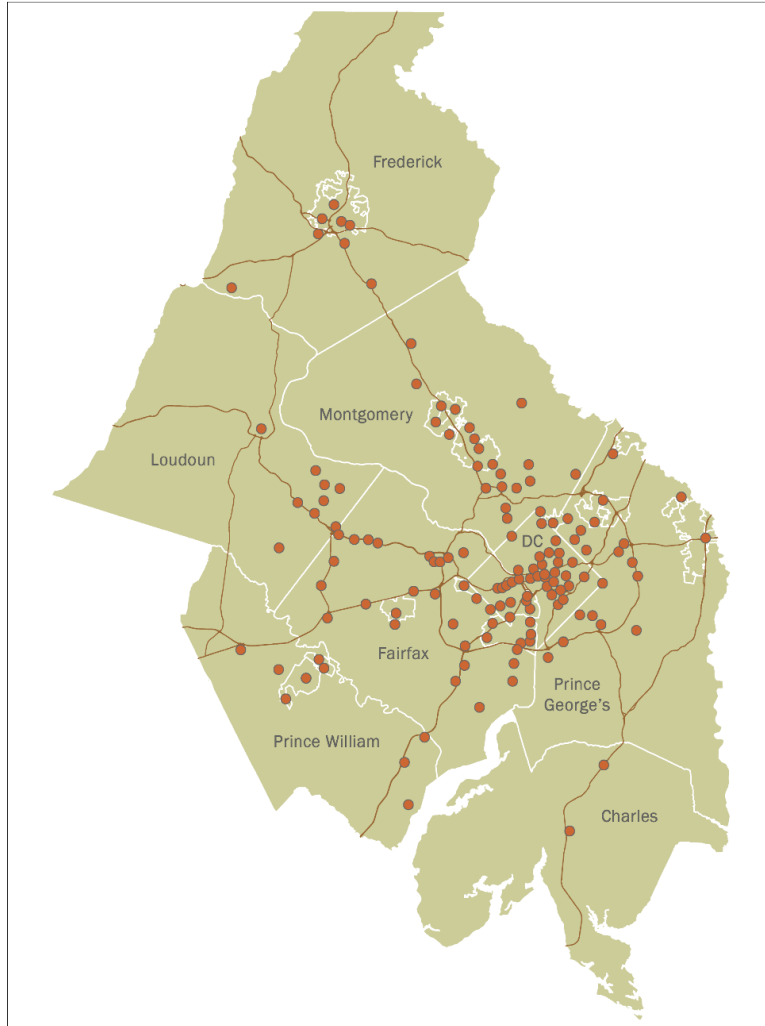 Frederick
Montgomery
Loudoun
DC
Fairfax
Prince
George's
Prince William
Charles